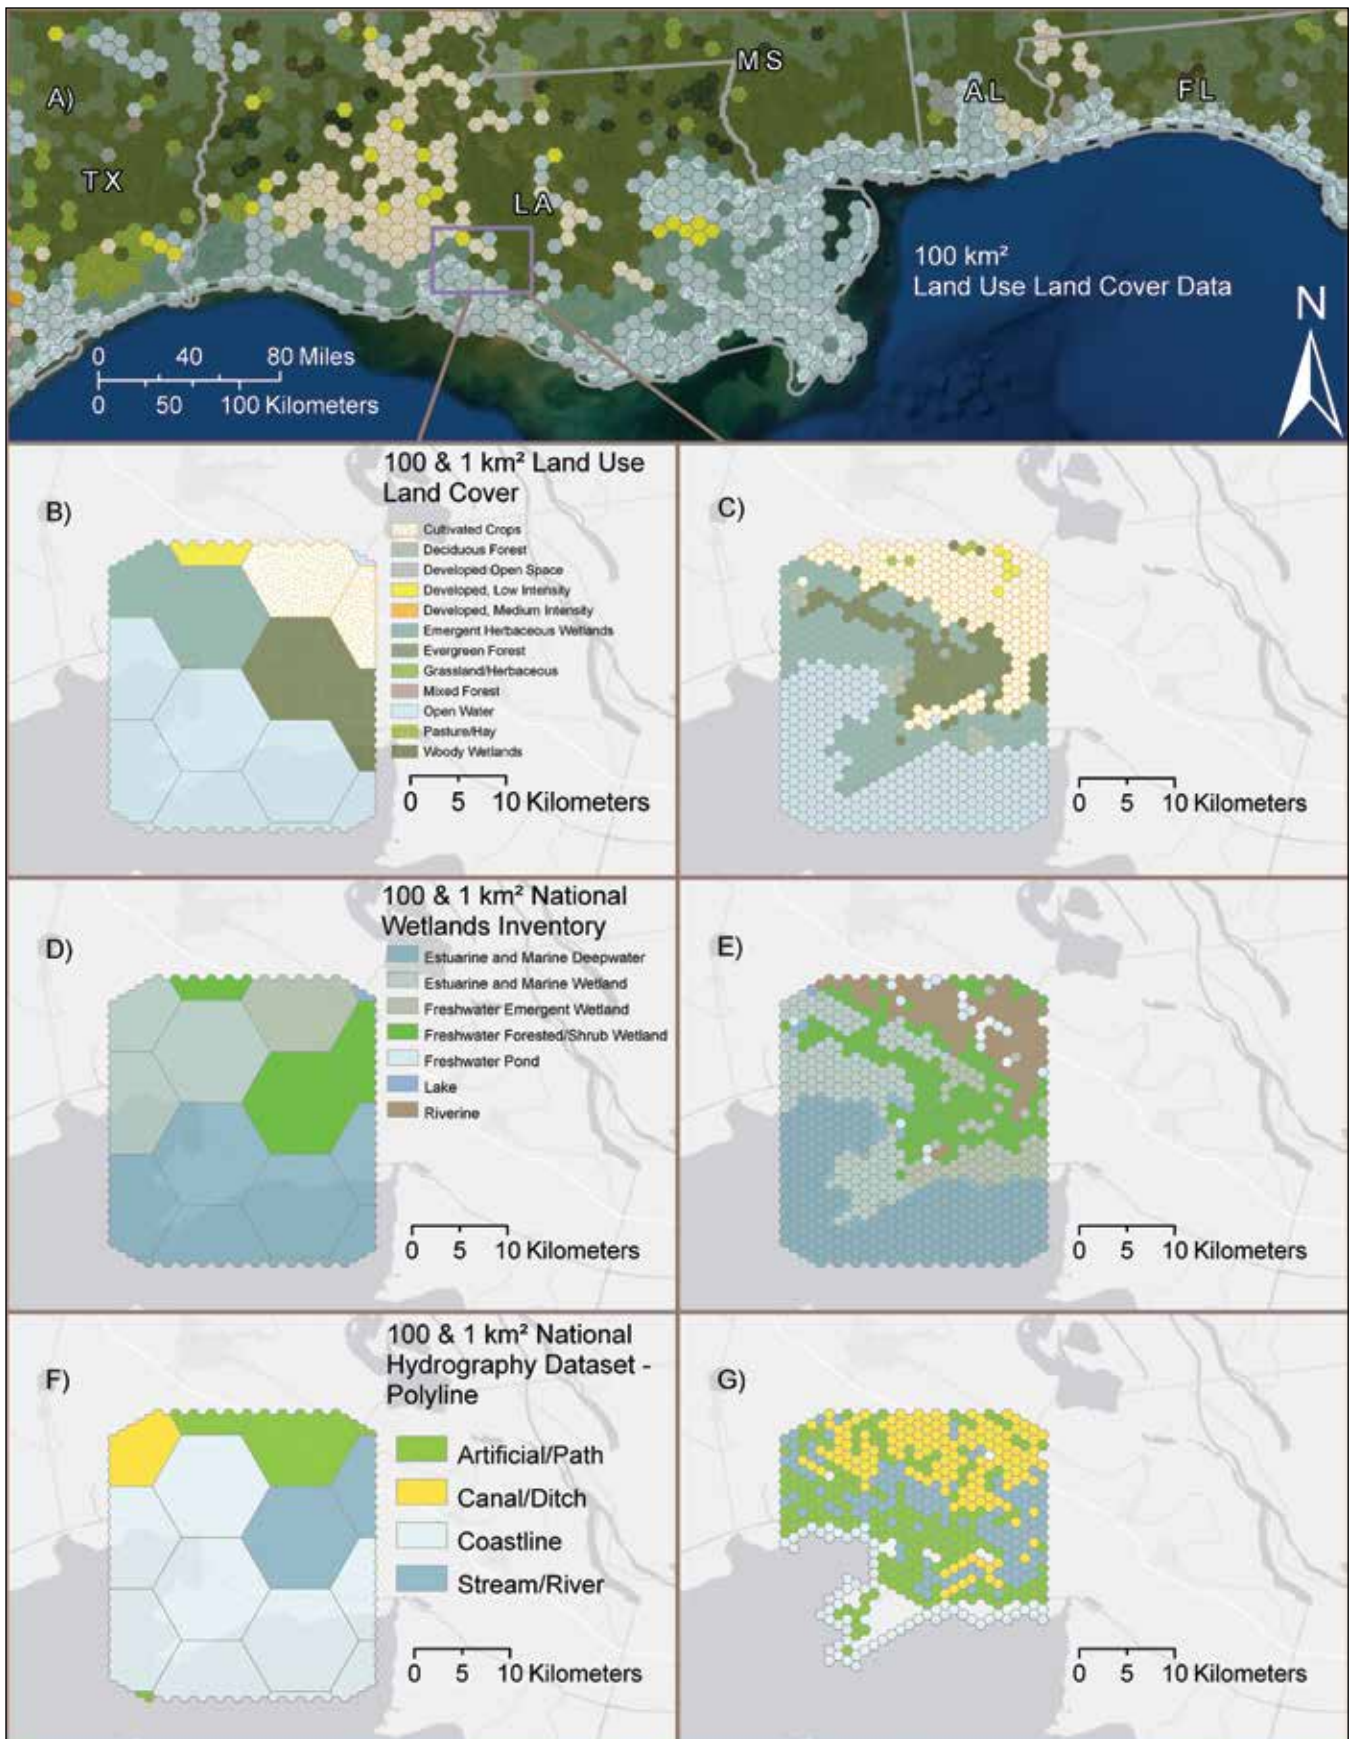 A)
TX
LA
MS
AL
FL
100 km²
Land Use Land Cover Data
N
0 40 80 Miles
0 50 100 Kilometers
B)
100 & 1 km² Land Use
Land Cover
Cultivated Crops
Deciduous Forest
Developed Open Space
Developed, Low Intensity
Developed, Medium Intensity
Emergent Herbaceous Wetlands
Evergreen Forest
Grassland/Herbaceous
Mixed Forest
Open Water
Pasture/Hay
Woody Wetlands
0 5 10 Kilometers
C)
0 5 10 Kilometers
D)
100 & 1 km² National
Wetlands Inventory
Estuarine and Marine Deepwater
Estuarine and Marine Wetland
Freshwater Emergent Wetland
Freshwater Forested/Shrub Wetland
Freshwater Pond
Lake
Riverine
0 5 10 Kilometers
E)
0 5 10 Kilometers
F)
100 & 1 km² National
Hydrography Dataset -
Polyline
Artificial/Path
Canal/Ditch
Coastline
Stream/River
0 5 10 Kilometers
G)
0 5 10 Kilometers